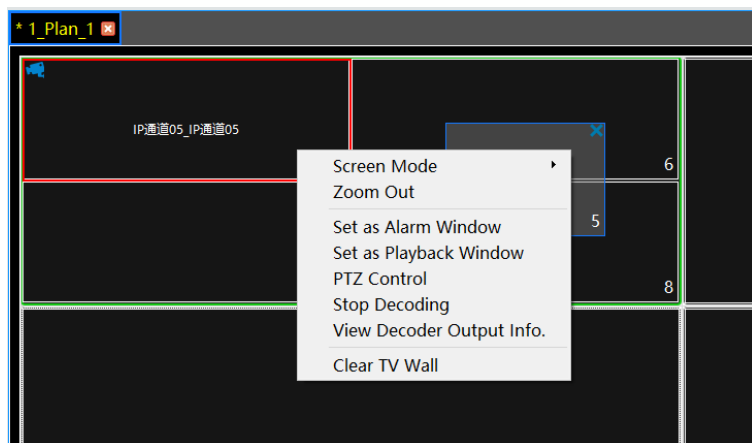 * 1_Plan_1
IP通道05_IP通道05
6
5
8
Screen Mode
Zoom Out
Set as Alarm Window
Set as Playback Window
PTZ Control
Stop Decoding
View Decoder Output Info.
Clear TV Wall